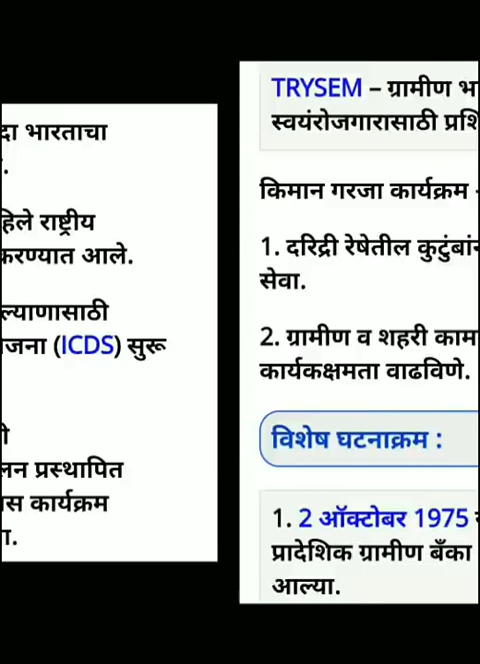 दा भारताचा
.
हिले राष्ट्रीय
करण्यात आले.
ल्याणासाठी
जना (ICDS) सुरू
लन प्रस्थापित
स कार्यक्रम
ा.
TRYSEM – ग्रामीण भा
स्वयंरोजगारासाठी प्रशि
किमान गरजा कार्यक्रम -
1. दरिद्री रेषेतील कुटुंबां
सेवा.
2. ग्रामीण व शहरी काम
कार्यकक्षमता वाढविणे.
विशेष घटनाक्रम :
1. 2 ऑक्टोबर 1975
प्रादेशिक ग्रामीण बँका
आल्या.